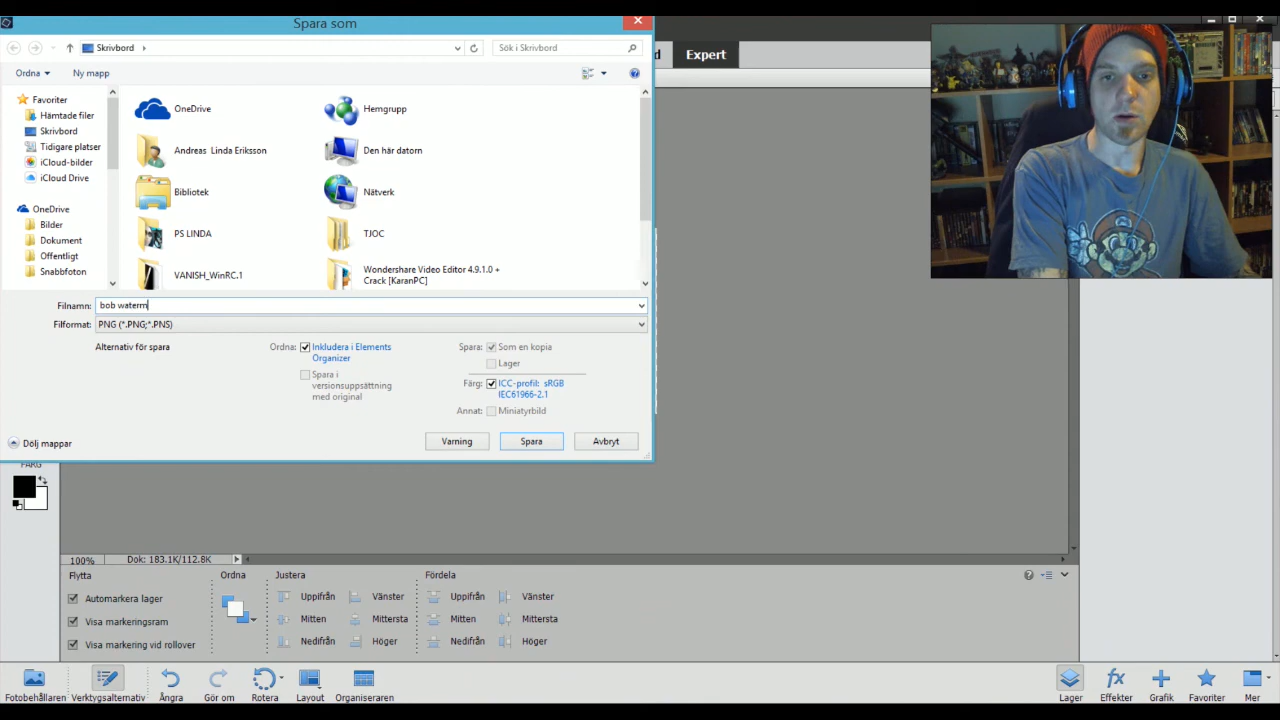 Spara som
Skrivbord
Sök i Skrivbord
Expert
Ordna
Ny mapp
Favoriter
Hämtade filer
Skrivbord
Tidigare platser
iCloud-bilder
iCloud Drive
OneDrive
Bilder
Dokument
Offentligt
Snabbfoton
OneDrive
Hemgrupp
Andreas Linda Eriksson
Den här datorn
Bibliotek
Nätverk
PS LINDA
TJOC
VANISH_WinRC.1
Wondershare Video Editor 4.9.1.0 +
Crack [KaranPC]
Filnamn: bob waterm
Filformat: PNG (*.PNG;*.PNS)
Alternativ för spara
Ordna: Inkludera i Elements
Organizer
Spara i
versionsuppsättning
med original
Spara: Som en kopia
Lager
Färg: ICC-profil: sRGB
IEC61966-2.1
Annat: Miniatyrbild
Dölj mappar
Varning
Spara
Avbryt
FÄRG
100%
Dok: 183.1K/112.8K
Flytta
Ordna
Justera
Fördela
Automarkera lager
Uppifrån
Vänster
Uppifrån
Vänster
Visa markeringsram
Mitten
Mittersta
Mitten
Mittersta
Visa markering vid rollover
Nedifrån
Höger
Nedifrån
Höger
Fotobehållaren
Verktygsalternativ
Ångra
Gör om
Rotera
Layout
Organiseraren
Lager
Effekter
Grafik
Favoriter
Mer